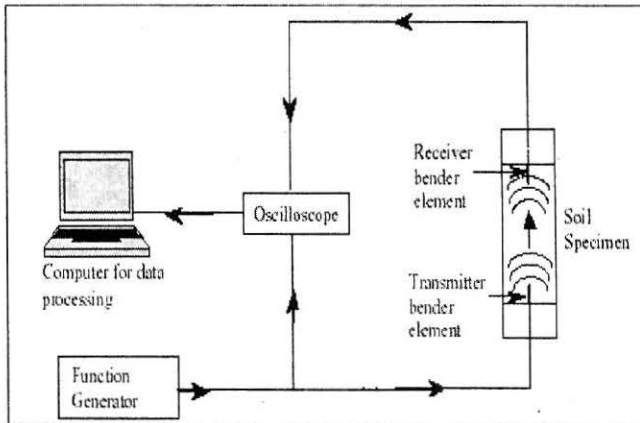 Receiver
bender
element
Soil
Specimen
Oscilloscope
Computer for data
processing
Transmitter
bender
element
Function
Generator